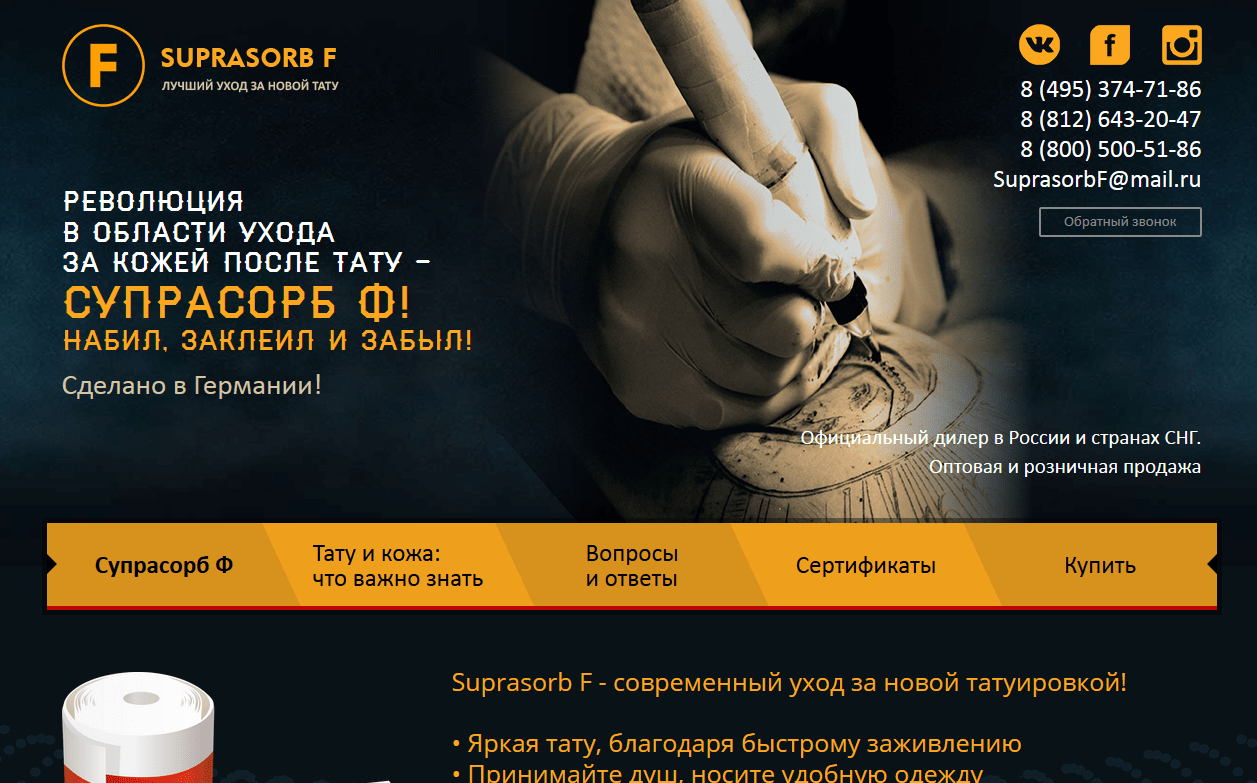 F
SUPRASORB F
ЛУЧШИЙ УХОД ЗА НОВОЙ ТАТУ
f
8 (495) 374-71-86
8 (812) 643-20-47
8 (800) 500-51-86
SuprasorbF@mail.ru
Обратный звонок
РЕВОЛЮЦИЯ
В ОБЛАСТИ УХОДА
ЗА КОЖЕЙ ПОСЛЕ ТАТУ –
СУПРАСОРБ Ф!
НАБИЛ, ЗАКЛЕИЛ И ЗАБЫЛ!
Сделано в Германии!
Официальный дилер в России и странах СНГ.
Оптовая и розничная продажа
Супрасорб Ф
Тату и кожа:
что важно знать
Вопросы
и ответы
Сертификаты
Купить
Suprasorb F - современный уход за новой татуировкой!
• Яркая тату, благодаря быстрому заживлению
• Принимайте душ, носите удобную одежду